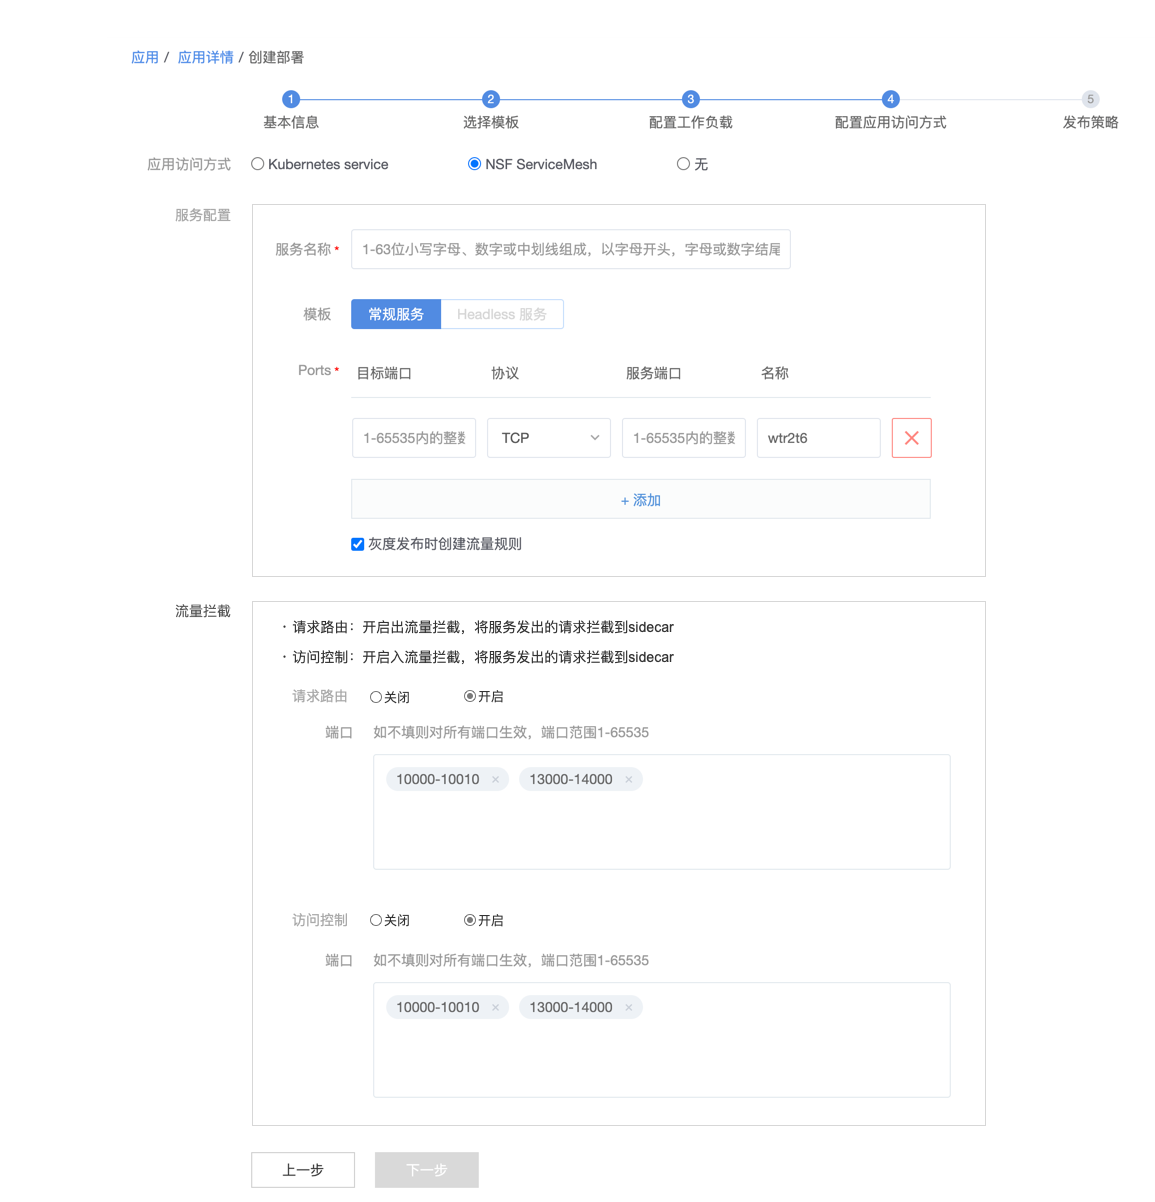 应用 / 应用详情 / 创建部署
1 2 3 4 5
基本信息 选择模板 配置工作负载 配置应用访问方式 发布策略
应用访问方式 Kubernetes service NSF ServiceMesh 无
服务配置
服务名称* 1-63位小写字母、数字或中划线组成，以字母开头，字母或数字结尾
模板 常规服务 Headless 服务
Ports* 目标端口 协议 服务端口 名称
1-65535内的整数 TCP 1-65535内的整数 wtr2t6
+ 添加
灰度发布时创建流量规则
流量拦截
· 请求路由：开启出流量拦截，将服务发出的请求拦截到sidecar
· 访问控制：开启入流量拦截，将服务发出的请求拦截到sidecar
请求路由 关闭 开启
端口 如不填则对所有端口生效，端口范围1-65535
10000-10010 × 13000-14000 ×
访问控制 关闭 开启
端口 如不填则对所有端口生效，端口范围1-65535
10000-10010 × 13000-14000 ×
上一步 下一步